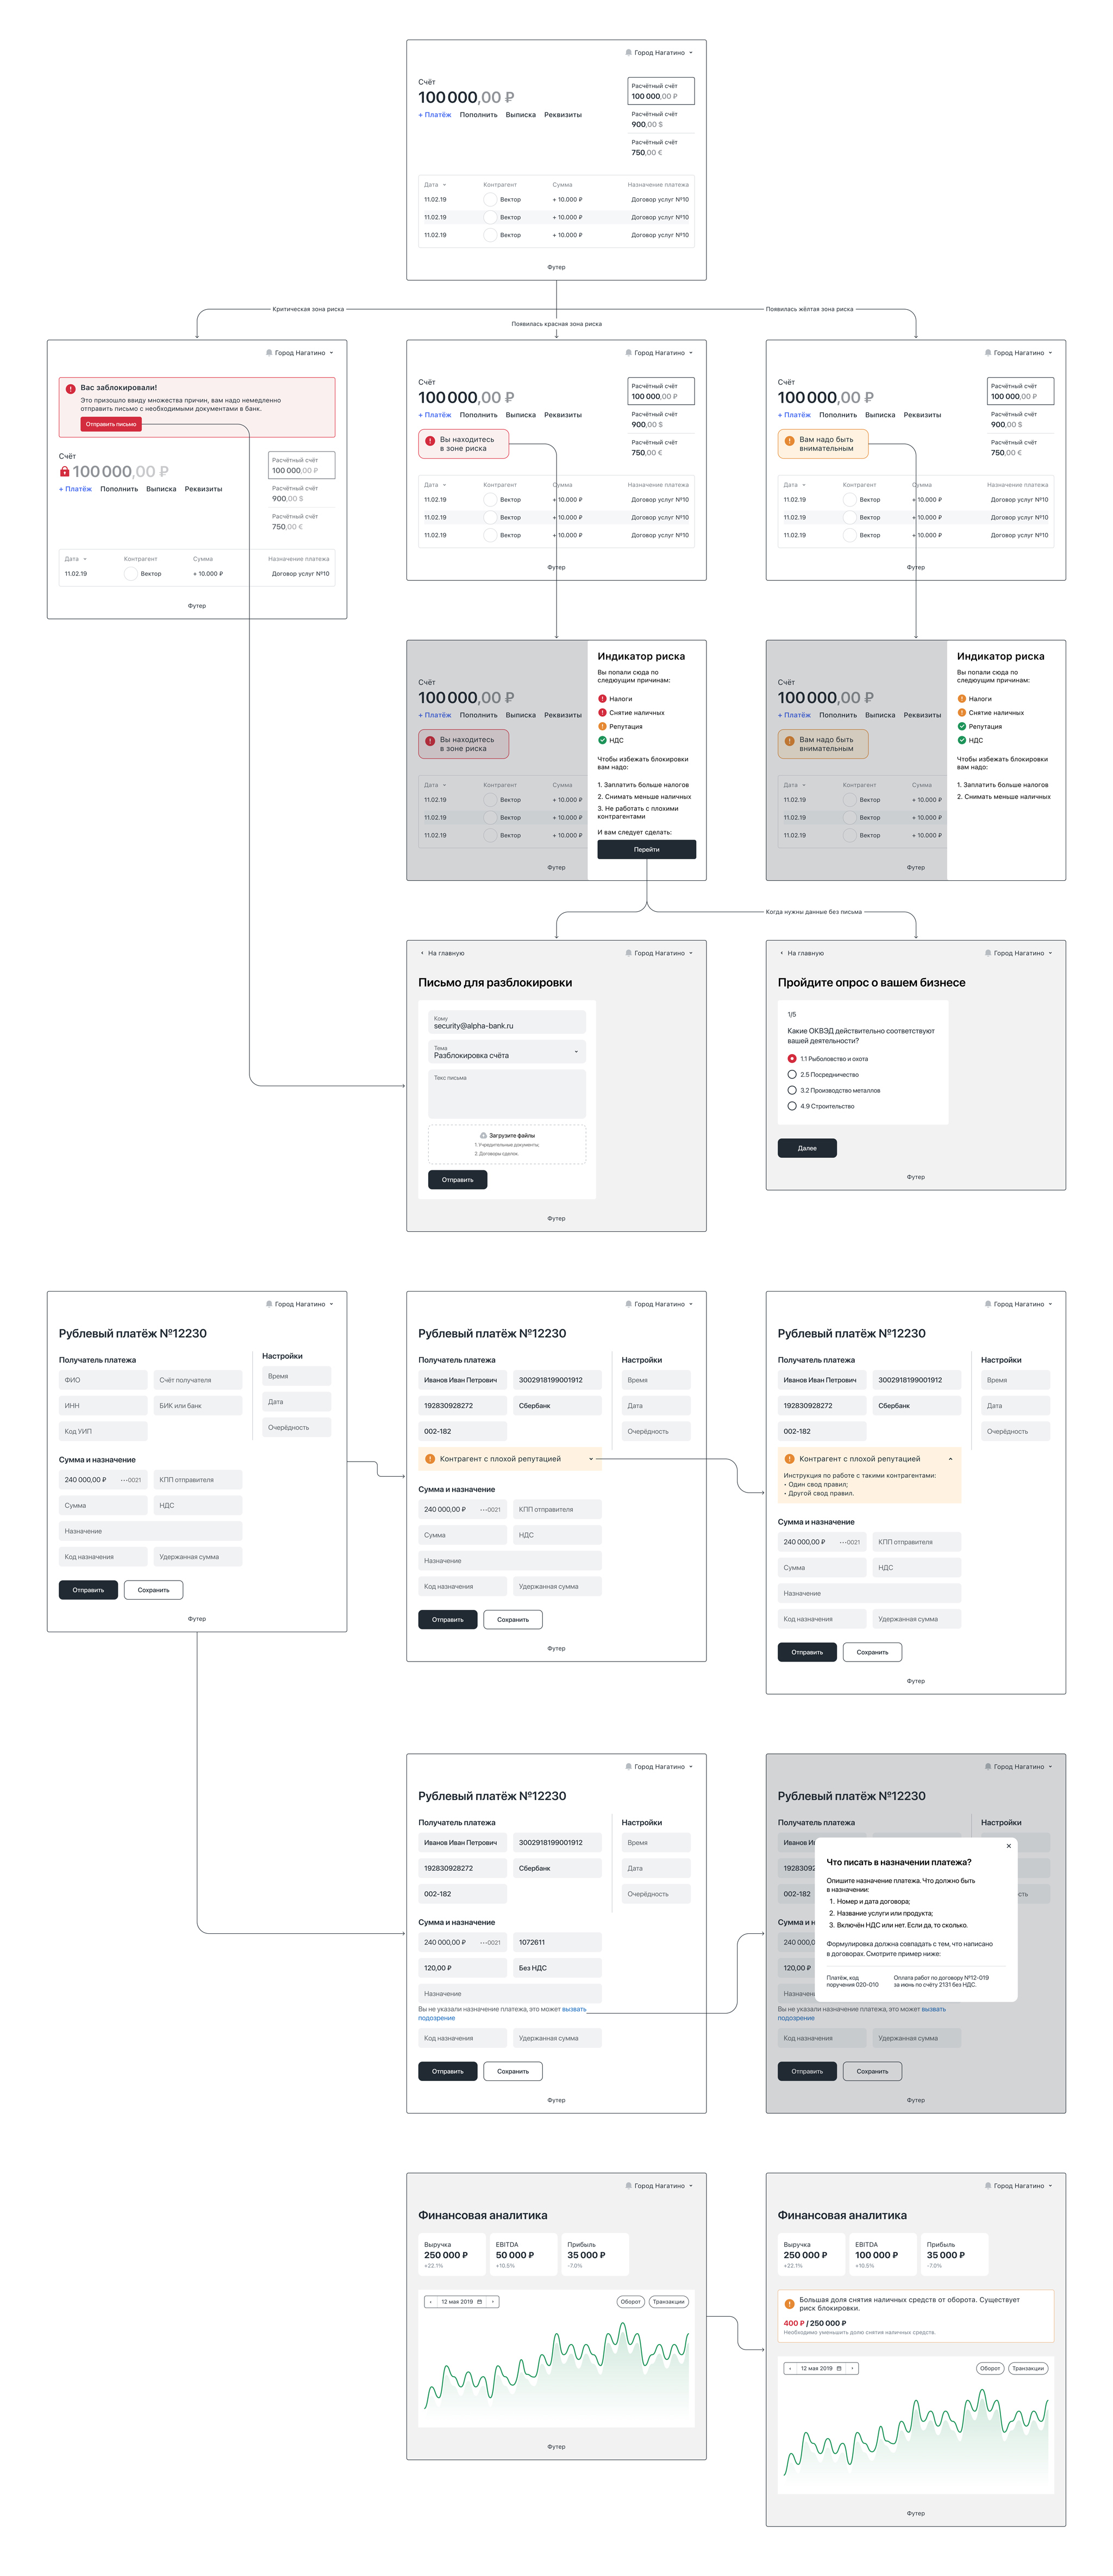 Город Нагатино
Счёт
100 000,00 ₽
+ Платёж Пополнить Выписка Реквизиты
Расчётный счёт
100 000,00 ₽
Расчётный счёт
900,00 $
Расчётный счёт
750,00 €
Дата Контрагент Сумма Назначение платежа
11.02.19 Вектор + 10.000 ₽ Договор услуг №10
11.02.19 Вектор + 10.000 ₽ Договор услуг №10
11.02.19 Вектор + 10.000 ₽ Договор услуг №10
Футер
Критическая зона риска
Появилась красная зона риска
Появилась жёлтая зона риска
Город Нагатино
Вас заблокировали!
Это произошло ввиду множества причин, вам надо немедленно
отправить письмо с необходимыми документами в банк.
Отправить письмо
Счёт
100 000,00 ₽
+ Платёж Пополнить Выписка Реквизиты
Расчётный счёт
100 000,00 ₽
Расчётный счёт
900,00 $
Расчётный счёт
750,00 €
Дата Контрагент Сумма Назначение платежа
11.02.19 Вектор + 10.000 ₽ Договор услуг №10
Футер
Город Нагатино
Счёт
100 000,00 ₽
+ Платёж Пополнить Выписка Реквизиты
Вы находитесь
в зоне риска
Расчётный счёт
100 000,00 ₽
Расчётный счёт
900,00 $
Расчётный счёт
750,00 €
Дата Контрагент Сумма Назначение платежа
11.02.19 Вектор + 10.000 ₽ Договор услуг №10
11.02.19 Вектор + 10.000 ₽ Договор услуг №10
11.02.19 Вектор + 10.000 ₽ Договор услуг №10
Футер
Город Нагатино
Счёт
100 000,00 ₽
+ Платёж Пополнить Выписка Реквизиты
Вам надо быть
внимательным
Расчётный счёт
100 000,00 ₽
Расчётный счёт
900,00 $
Расчётный счёт
750,00 €
Дата Контрагент Сумма Назначение платежа
11.02.19 Вектор + 10.000 ₽ Договор услуг №10
11.02.19 Вектор + 10.000 ₽ Договор услуг №10
11.02.19 Вектор + 10.000 ₽ Договор услуг №10
Футер
Счёт
100 000,00 ₽
+ Платёж Пополнить Выписка Реквизиты
Вы находитесь
в зоне риска
Дата Контрагент Сумма
11.02.19 Вектор + 10.000 ₽
11.02.19 Вектор + 10.000 ₽
11.02.19 Вектор + 10.000 ₽
Футер
Индикатор риска
Вы попали сюда по
следующим причинам:
Налоги
Снятие наличных
Репутация
НДС
Чтобы избежать блокировки
вам надо:
1. Заплатить больше налогов
2. Снимать меньше наличных
3. Не работать с плохими
контрагентами
И вам следует сделать:
Перейти
Счёт
100 000,00 ₽
+ Платёж Пополнить Выписка Реквизиты
Вам надо быть
внимательным
Дата Контрагент Сумма
11.02.19 Вектор + 10.000 ₽
11.02.19 Вектор + 10.000 ₽
11.02.19 Вектор + 10.000 ₽
Футер
Индикатор риска
Вы попали сюда по
следующим причинам:
Налоги
Снятие наличных
Репутация
НДС
Чтобы избежать блокировки
вам надо:
1. Заплатить больше налогов
2. Снимать меньше наличных
Когда нужны данные без письма
На главную Город Нагатино
Письмо для разблокировки
Кому
security@alpha-bank.ru
Тема
Разблокировка счёта
Текс письма
Загрузите файлы
1. Учредительные документы;
2. Договоры сделок.
Отправить
Футер
На главную Город Нагатино
Пройдите опрос о вашем бизнесе
1/5
Какие ОКВЭД действительно соответствуют
вашей деятельности?
1.1 Рыболовство и охота
2.5 Посредничество
3.2 Производство металлов
4.9 Строительство
Далее
Футер
Город Нагатино
Рублевый платёж №12230
Получатель платежа
ФИО Счёт получателя
ИНН БИК или банк
Код УИП
Настройки
Время
Дата
Очерёдность
Сумма и назначение
240 000,00 ₽ •••0021 КПП отправителя
Сумма НДС
Назначение
Код назначения Удержанная сумма
Отправить Сохранить
Футер
Город Нагатино
Рублевый платёж №12230
Получатель платежа
Иванов Иван Петрович 3002918199001912
192830928272 Сбербанк
002-182
Настройки
Время
Дата
Очерёдность
Контрагент с плохой репутацией
Сумма и назначение
240 000,00 ₽ •••0021 КПП отправителя
Сумма НДС
Назначение
Код назначения Удержанная сумма
Отправить Сохранить
Футер
Город Нагатино
Рублевый платёж №12230
Получатель платежа
Иванов Иван Петрович 3002918199001912
192830928272 Сбербанк
002-182
Настройки
Время
Дата
Очерёдность
Контрагент с плохой репутацией
Инструкция по работе с такими контрагентами:
• Один свод правил;
• Другой свод правил.
Сумма и назначение
240 000,00 ₽ •••0021 КПП отправителя
Сумма НДС
Назначение
Код назначения Удержанная сумма
Отправить Сохранить
Футер
Город Нагатино
Рублевый платёж №12230
Получатель платежа
Иванов Иван Петрович 3002918199001912
192830928272 Сбербанк
002-182
Настройки
Время
Дата
Очерёдность
Сумма и назначение
240 000,00 ₽ •••0021 1072611
120,00 ₽ Без НДС
Назначение
Вы не указали назначение платежа, это может вызвать
подозрение
Код назначения Удержанная сумма
Отправить Сохранить
Футер
Город Нагатино
Рублевый платёж №12230
Получатель платежа
Настройки
Иванов И
1928309
002-182
сть
Сумма и н
240 000,0
120,00 ₽
Назначен
Что писать в назначении платежа?
Опишите назначение платежа. Что должно быть
в назначении:
1. Номер и дата договора;
2. Название услуги или продукта;
3. Включён НДС или нет. Если да, то сколько.
Формулировка должна совпадать с тем, что написано
в договорах. Смотрите пример ниже:
Платёж, код
поручения 020-010
Оплата работ по договору №12-019
за июнь по счёту 2131 без НДС.
Вы не указали назначение платежа, это может вызвать
подозрение
Код назначения Удержанная сумма
Отправить Сохранить
Футер
Город Нагатино
Финансовая аналитика
Выручка
250 000 ₽
+22.1%
EBITDA
50 000 ₽
+10.5%
Прибыль
35 000 ₽
-7.0%
12 мая 2019 Оборот Транзакции
Футер
Город Нагатино
Финансовая аналитика
Выручка
250 000 ₽
+22.1%
EBITDA
100 000 ₽
+10.5%
Прибыль
35 000 ₽
-7.0%
Большая доля снятия наличных средств от оборота. Существует
риск блокировки.
400 ₽ / 250 000 ₽
Необходимо уменьшить долю снятия наличных средств.
12 мая 2019 Оборот Транзакции
Футер